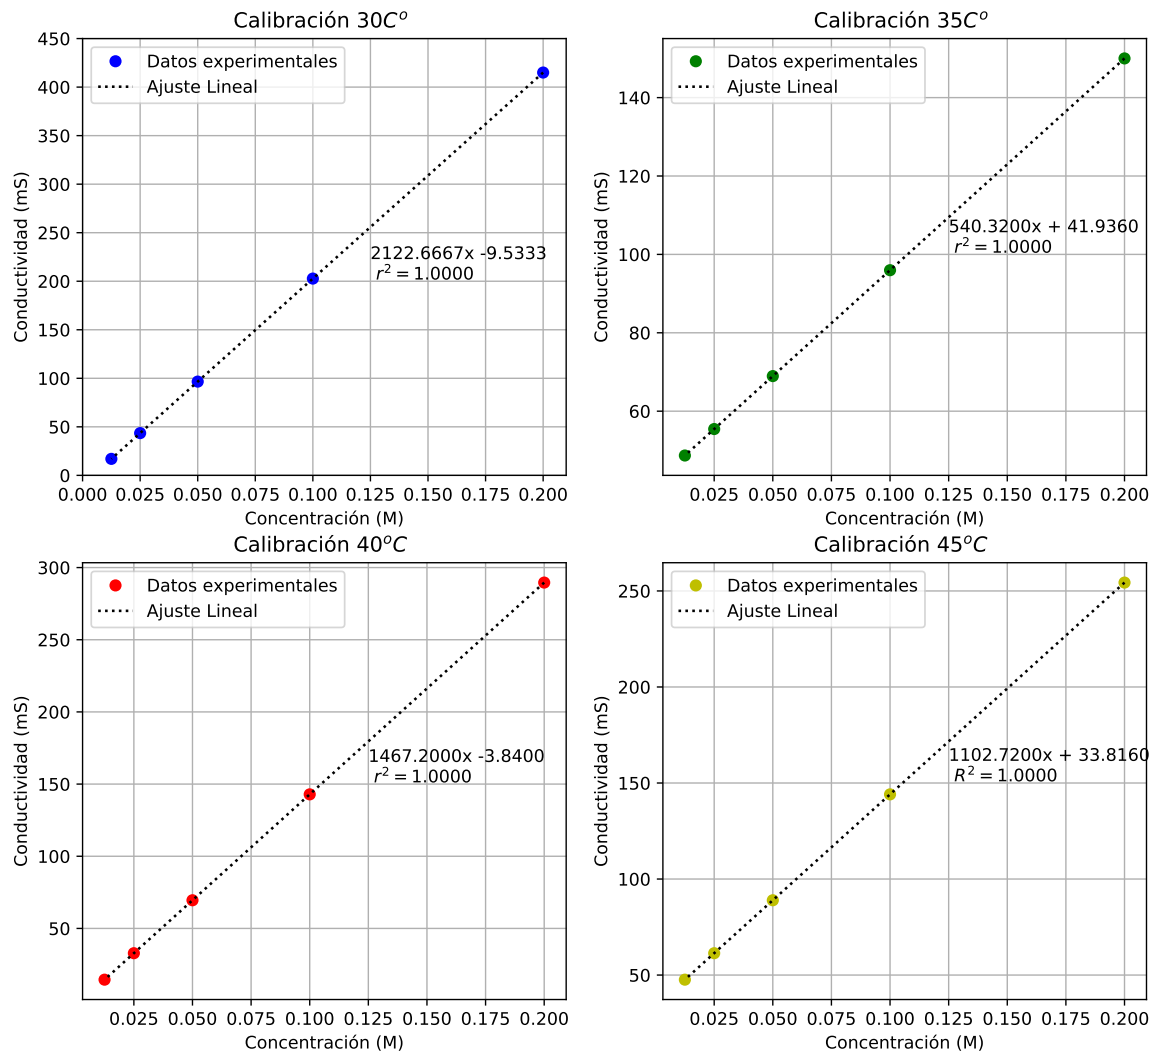 Calibración 30C°
Datos experimentales
Ajuste Lineal
2122.6667x -9.5333
r² = 1.0000
Conductividad (mS)
450
400
350
300
250
200
150
100
50
0
0.000 0.025 0.050 0.075 0.100 0.125 0.150 0.175 0.200
Concentración (M)
Calibración 35C°
Datos experimentales
Ajuste Lineal
540.3200x + 41.9360
r² = 1.0000
Conductividad (mS)
140
120
100
80
60
0.025 0.050 0.075 0.100 0.125 0.150 0.175 0.200
Concentración (M)
Calibración 40°C
Datos experimentales
Ajuste Lineal
1467.2000x -3.8400
r² = 1.0000
Conductividad (mS)
300
250
200
150
100
50
0.025 0.050 0.075 0.100 0.125 0.150 0.175 0.200
Concentración (M)
Calibración 45°C
Datos experimentales
Ajuste Lineal
1102.7200x + 33.8160
R² = 1.0000
Conductividad (mS)
250
200
150
100
50
0.025 0.050 0.075 0.100 0.125 0.150 0.175 0.200
Concentración (M)